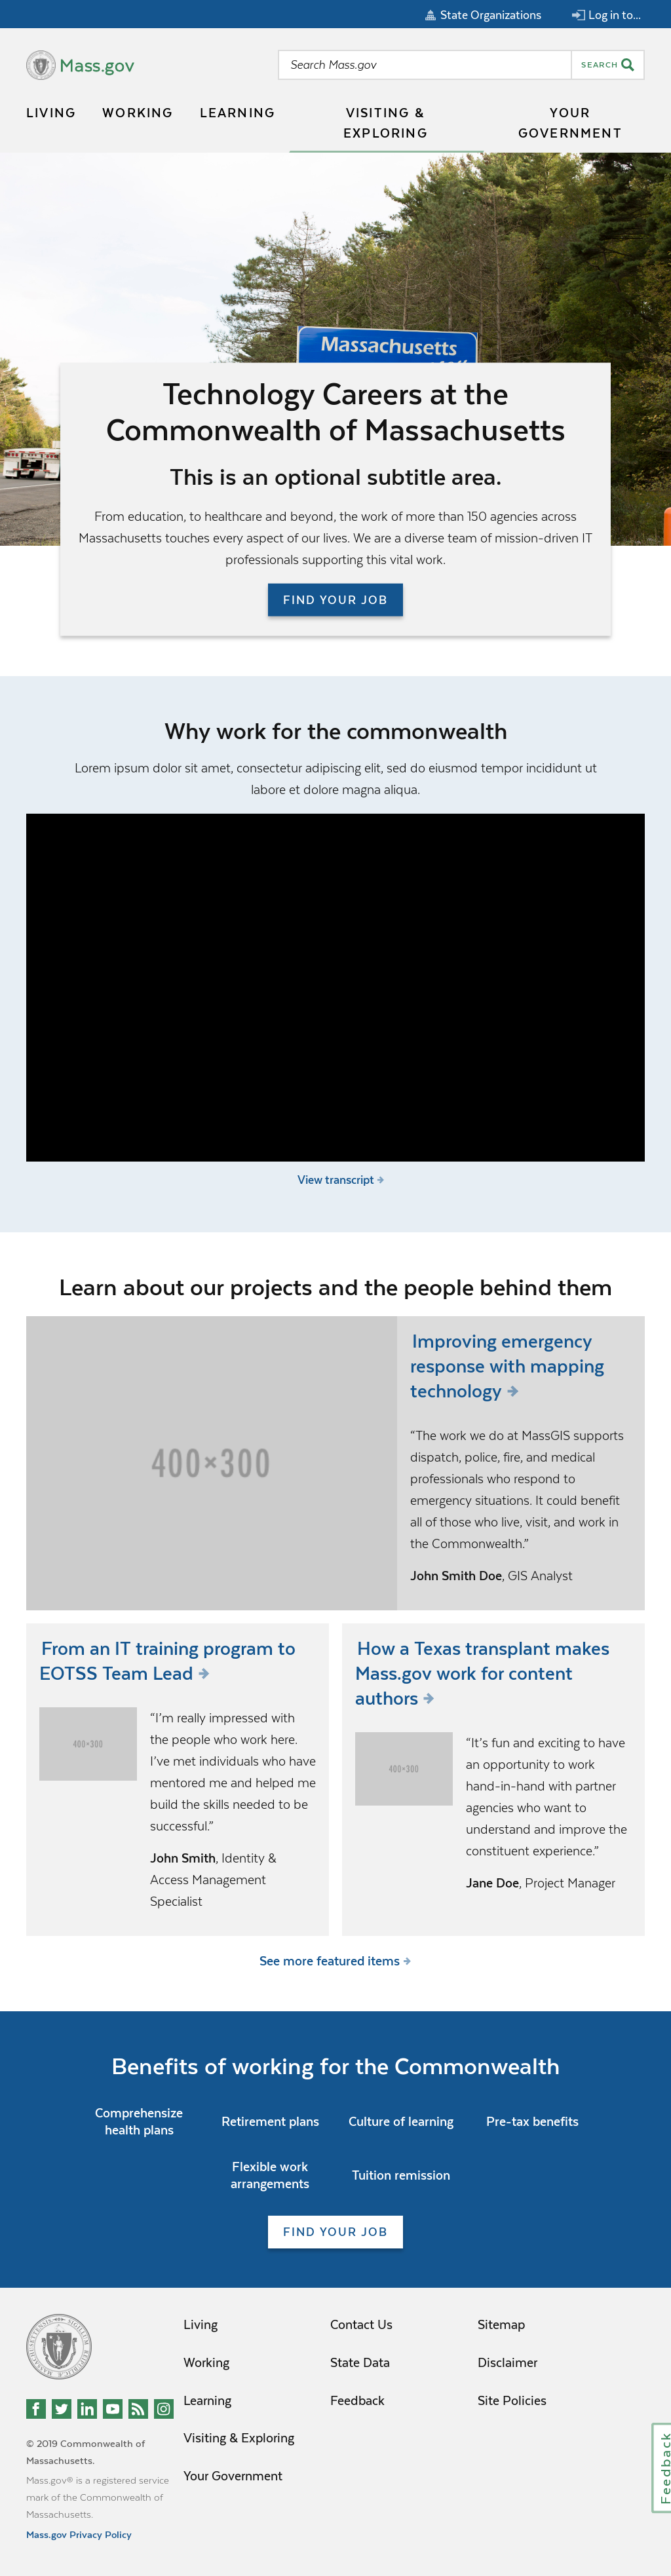 State Organizations
Log in to...
Mass.gov
Search Mass.gov
SEARCH
LIVING
WORKING
LEARNING
VISITING &
EXPLORING
YOUR
GOVERNMENT
Massachusetts
Technology Careers at the
Commonwealth of Massachusetts
This is an optional subtitle area.
From education, to healthcare and beyond, the work of more than 150 agencies across
Massachusetts touches every aspect of our lives. We are a diverse team of mission-driven IT
professionals supporting this vital work.
FIND YOUR JOB
Why work for the commonwealth
Lorem ipsum dolor sit amet, consectetur adipiscing elit, sed do eiusmod tempor incididunt ut
labore et dolore magna aliqua.
View transcript
Learn about our projects and the people behind them
400×300
Improving emergency
response with mapping
technology
“The work we do at MassGIS supports
dispatch, police, fire, and medical
professionals who respond to
emergency situations. It could benefit
all of those who live, visit, and work in
the Commonwealth.”
John Smith Doe, GIS Analyst
From an IT training program to
EOTSS Team Lead
400×300
“I’m really impressed with
the people who work here.
I’ve met individuals who have
mentored me and helped me
build the skills needed to be
successful.”
John Smith, Identity &
Access Management
Specialist
How a Texas transplant makes
Mass.gov work for content
authors
400×300
“It’s fun and exciting to have
an opportunity to work
hand-in-hand with partner
agencies who want to
understand and improve the
constituent experience.”
Jane Doe, Project Manager
See more featured items
Benefits of working for the Commonwealth
Comprehensize
health plans
Retirement plans
Culture of learning
Pre-tax benefits
Flexible work
arrangements
Tuition remission
FIND YOUR JOB
Living
Working
Learning
Visiting & Exploring
Your Government
Contact Us
State Data
Feedback
Sitemap
Disclaimer
Site Policies
© 2019 Commonwealth of
Massachusetts.
Mass.gov® is a registered service
mark of the Commonwealth of
Massachusetts.
Mass.gov Privacy Policy
Feedback